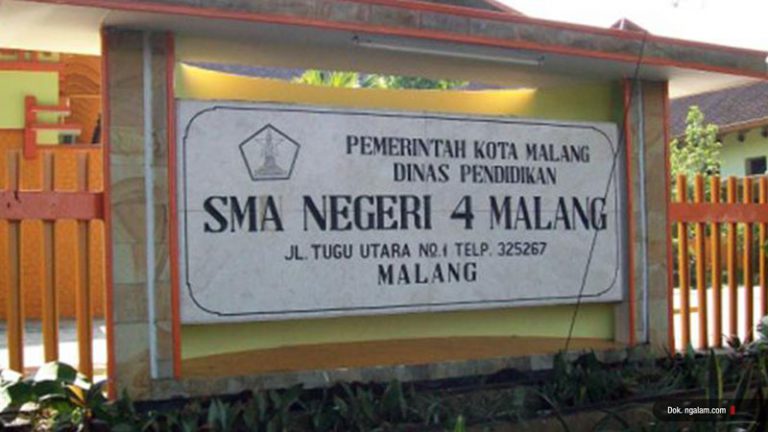 PEMERINTAH KOTA MALANG
DINAS PENDIDIKAN
SMA NEGERI 4 MALANG
JL. TUGU UTARA NO.1 TELP. 325267
MALANG
Dok. ngalam.com